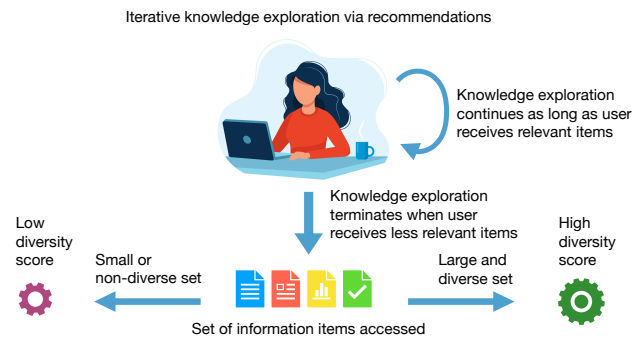 Iterative knowledge exploration via recommendations
Knowledge exploration
continues as long as user
receives relevant items
Knowledge exploration
terminates when user
receives less relevant items
Low
diversity
score
Small or
non-diverse set
Large and
diverse set
High
diversity
score
Set of information items accessed